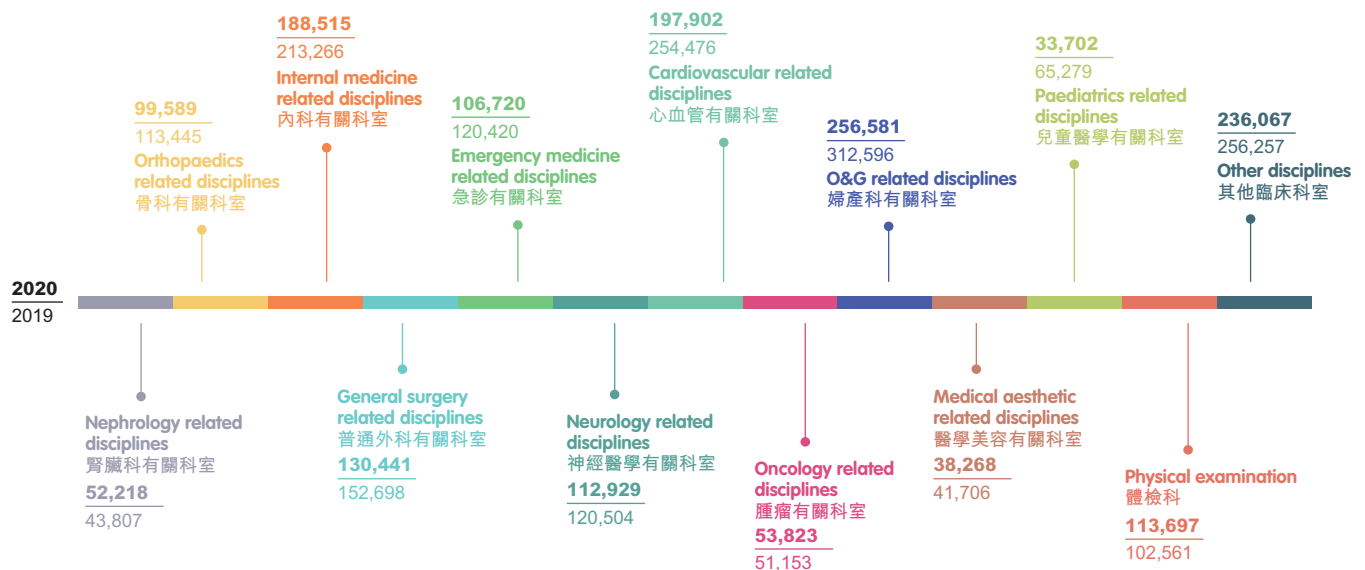 188,515
213,266
Internal medicine
related disciplines
內科有關科室
197,902
254,476
Cardiovascular related
disciplines
心血管有關科室
33,702
65,279
Paediatrics related
disciplines
兒童醫學有關科室
99,589
113,445
Orthopaedics
related disciplines
骨科有關科室
106,720
120,420
Emergency medicine
related disciplines
急診有關科室
256,581
312,596
O&G related disciplines
婦產科有關科室
236,067
256,257
Other disciplines
其他臨床科室
2020
2019
Nephrology related
disciplines
腎臟科有關科室
52,218
43,807
General surgery
related disciplines
普通外科有關科室
130,441
152,698
Neurology related
disciplines
神經醫學有關科室
112,929
120,504
Oncology related
disciplines
腫瘤有關科室
53,823
51,153
Medical aesthetic
related disciplines
醫學美容有關科室
38,268
41,706
Physical examination
體檢科
113,697
102,561